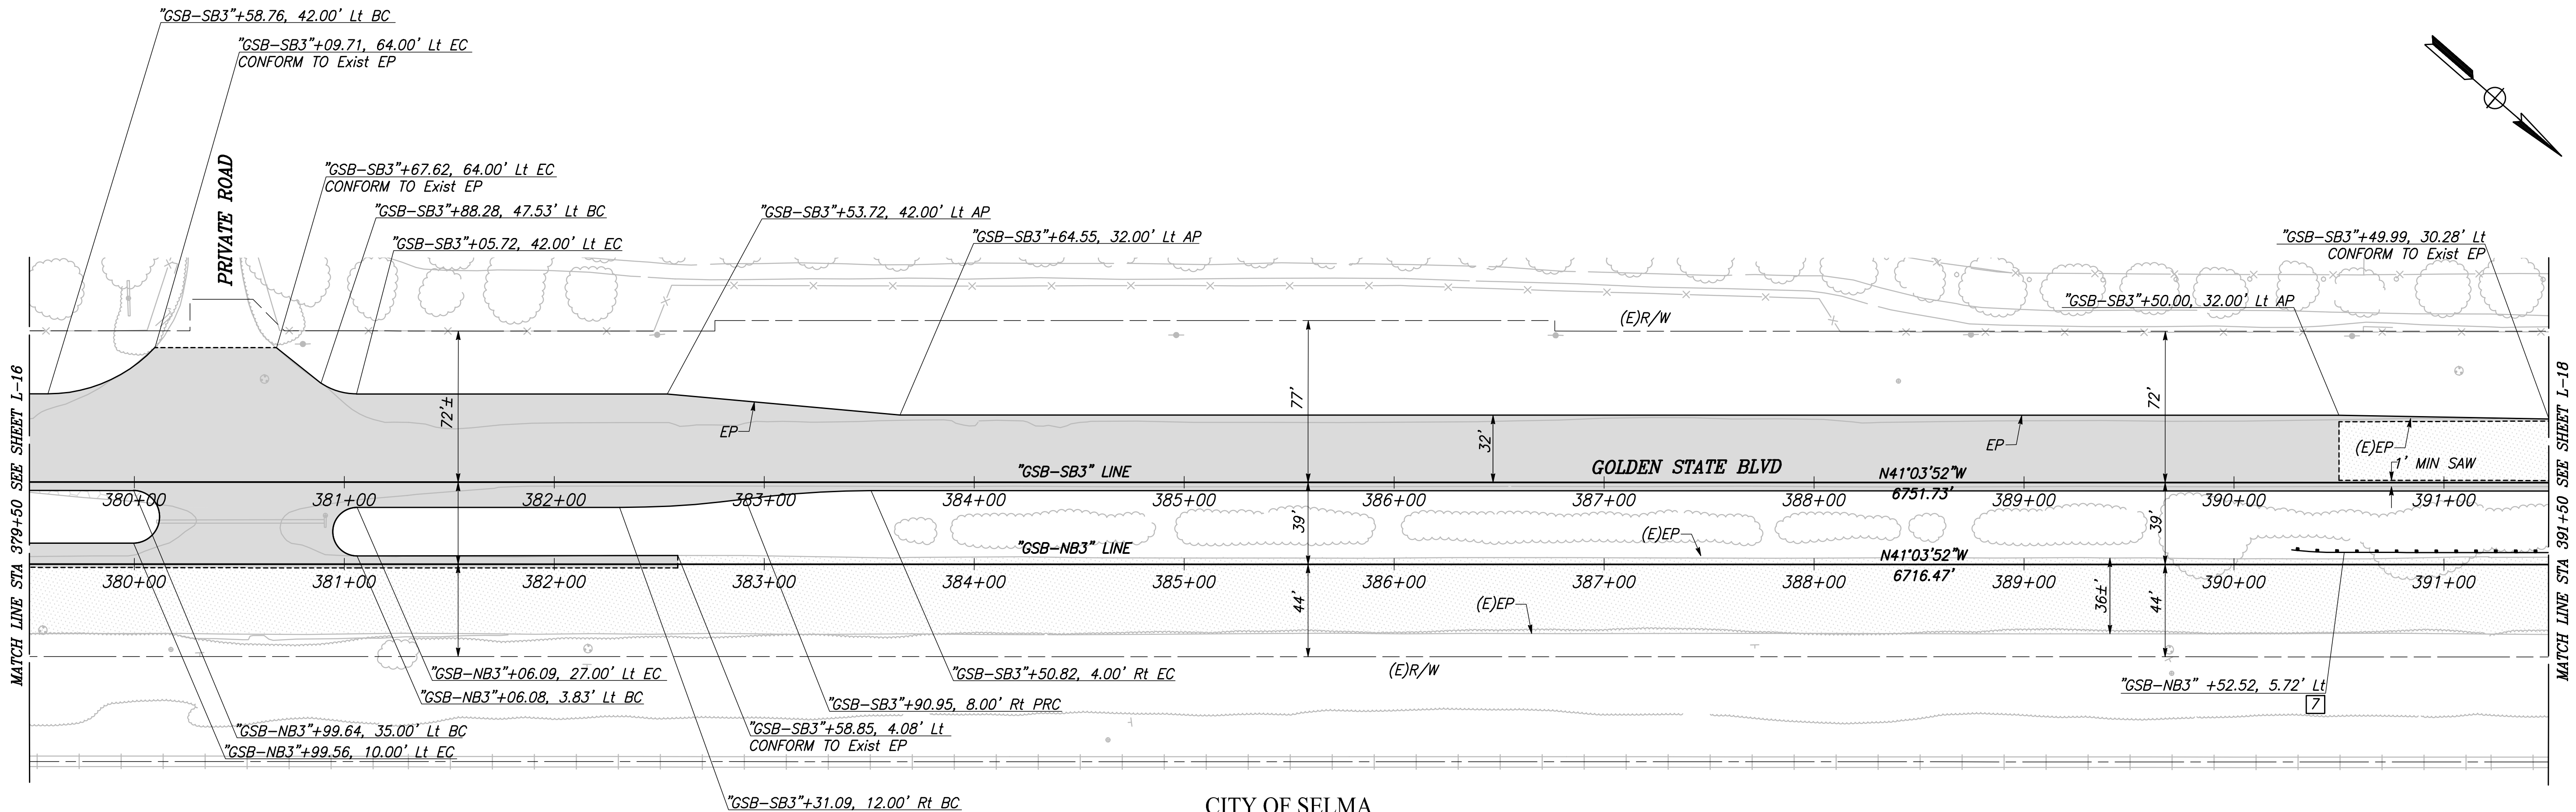 "GSB-SB3"+58.76, 42.00' Lt BC
"GSB-SB3"+09.71, 64.00' Lt EC
CONFORM TO Exist EP
PRIVATE ROAD
"GSB-SB3"+67.62, 64.00' Lt EC
CONFORM TO Exist EP
"GSB-SB3"+88.28, 47.53' Lt BC
"GSB-SB3"+05.72, 42.00' Lt EC
"GSB-SB3"+53.72, 42.00' Lt AP
"GSB-SB3"+64.55, 32.00' Lt AP
"GSB-SB3"+49.99, 30.28' Lt
CONFORM TO Exist EP
"GSB-SB3"+50.00, 32.00' Lt AP
(E)R/W
MATCH LINE STA 379+50 SEE SHEET L-16
72'±
77'
72'
EP
32'
EP
(E)EP
1' MIN SAW
"GSB-SB3" LINE
GOLDEN STATE BLVD
N41°03'52"W
6751.73'
380+00 381+00 382+00 383+00 384+00 385+00 386+00 387+00 388+00 389+00 390+00 391+00
39'
39'
(E)EP
"GSB-NB3" LINE
N41°03'52"W
6716.47'
380+00 381+00 382+00 383+00 384+00 385+00 386+00 387+00 388+00 389+00 390+00 391+00
44'
(E)EP
36±'
44'
(E)R/W
MATCH LINE STA 391+50 SEE SHEET L-18
"GSB-NB3"+06.09, 27.00' Lt EC
"GSB-NB3"+06.08, 3.83' Lt BC
"GSB-SB3"+50.82, 4.00' Rt EC
"GSB-SB3"+90.95, 8.00' Rt PRC
"GSB-NB3" +52.52, 5.72' Lt
7
"GSB-NB3"+99.64, 35.00' Lt BC
"GSB-NB3"+99.56, 10.00' Lt EC
"GSB-SB3"+58.85, 4.08' Lt
CONFORM TO Exist EP
"GSB-SB3"+31.09, 12.00' Rt BC
CITY OF SELMA